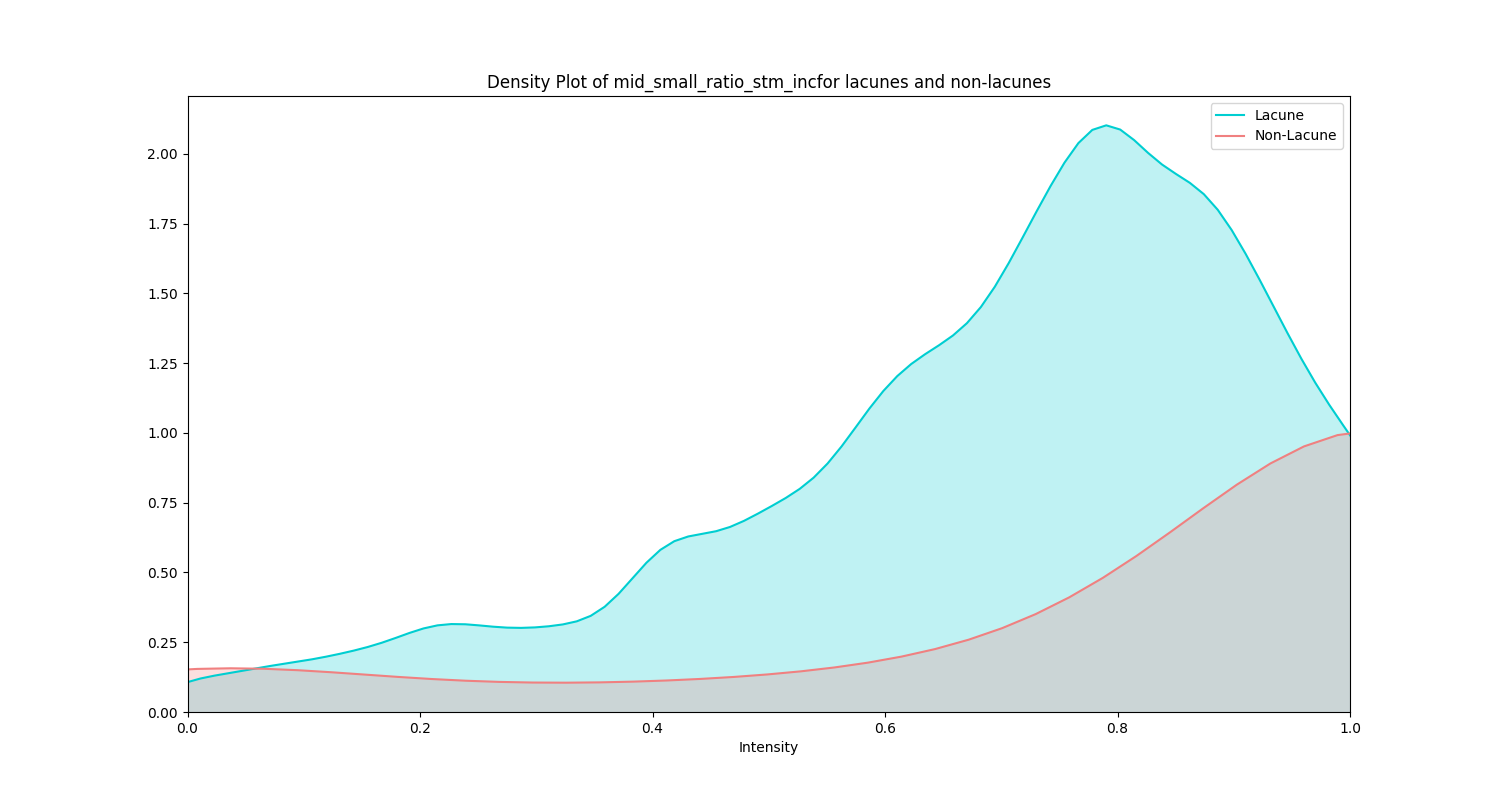 Density Plot of mid_small_ratio_stm_incfor lacunes and non-lacunes
Lacune
Non-Lacune
2.00
1.75
1.50
1.25
1.00
0.75
0.50
0.25
0.00
0.0 0.2 0.4 0.6 0.8 1.0
Intensity